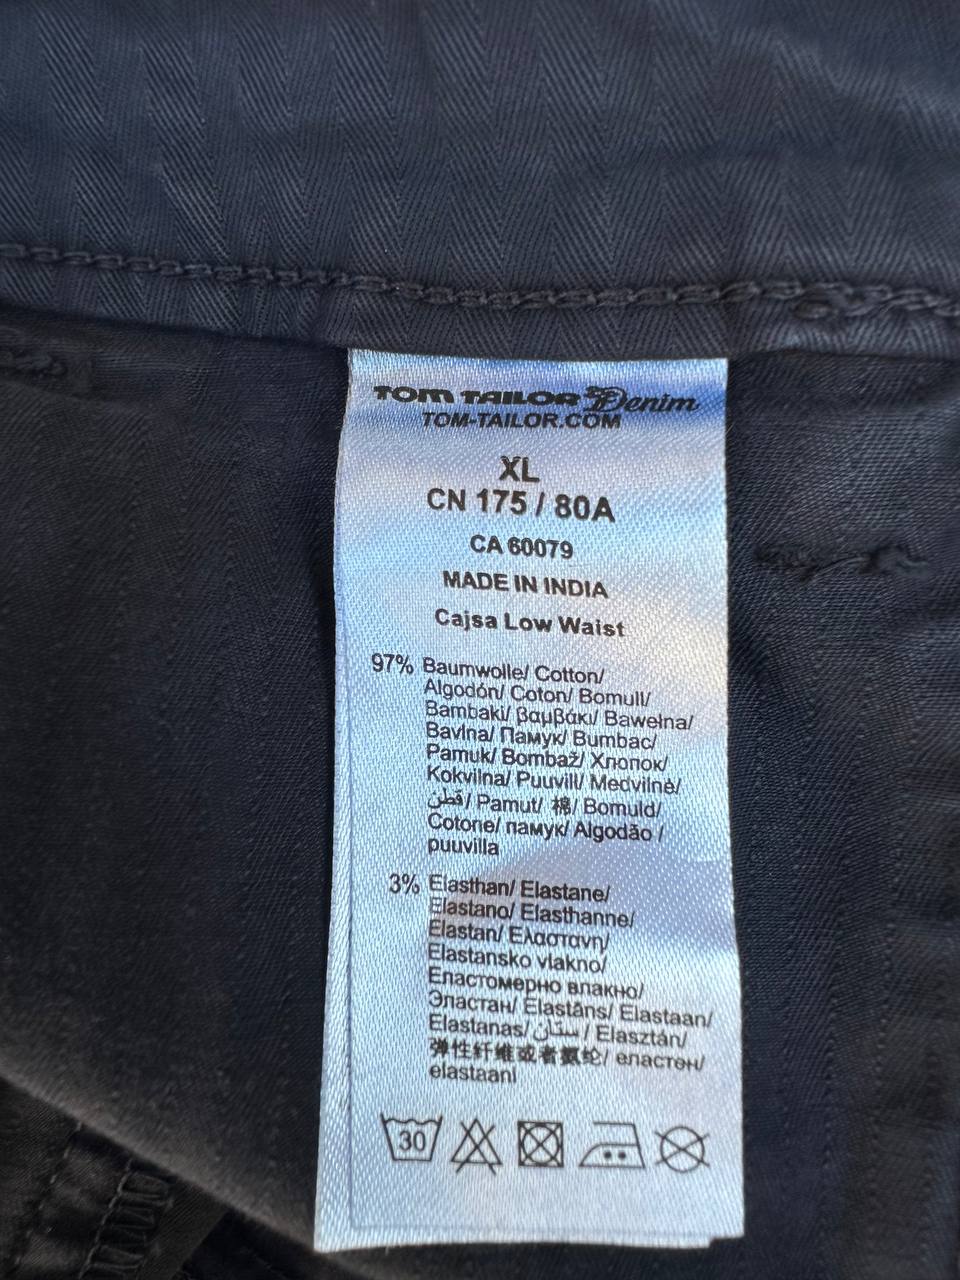 TOM TAILOR Denim
TOM-TAILOR.COM
XL
CN 175 / 80A
CA 60079
MADE IN INDIA
Cajsa Low Waist
97% Baumwolle/ Cotton/
Algodón/ Coton/ Bomull/
Bambaki/ βαμβάκι/ Bawełna/
Bavlna/ Памук/ Bumbac/
Pamuk/ Bombaž/ Хлопок/
Kokvilna/ Puuvill/ Medvilnė/
قطن/ Pamut/ 棉/ Bomuld/
Cotone/ памук/ Algodão /
puuvilla
3% Elasthan/ Elastane/
Elastano/ Elasthanne/
Elastan/ Ελαστανη/
Elastansko vlakno/
Еластомерно влакно/
Эластан/ Elastāns/ Elastaan/
Elastanas/ ستان / Elasztán/
弹性纤维或者氨纶/ еластен/
elastaani
30